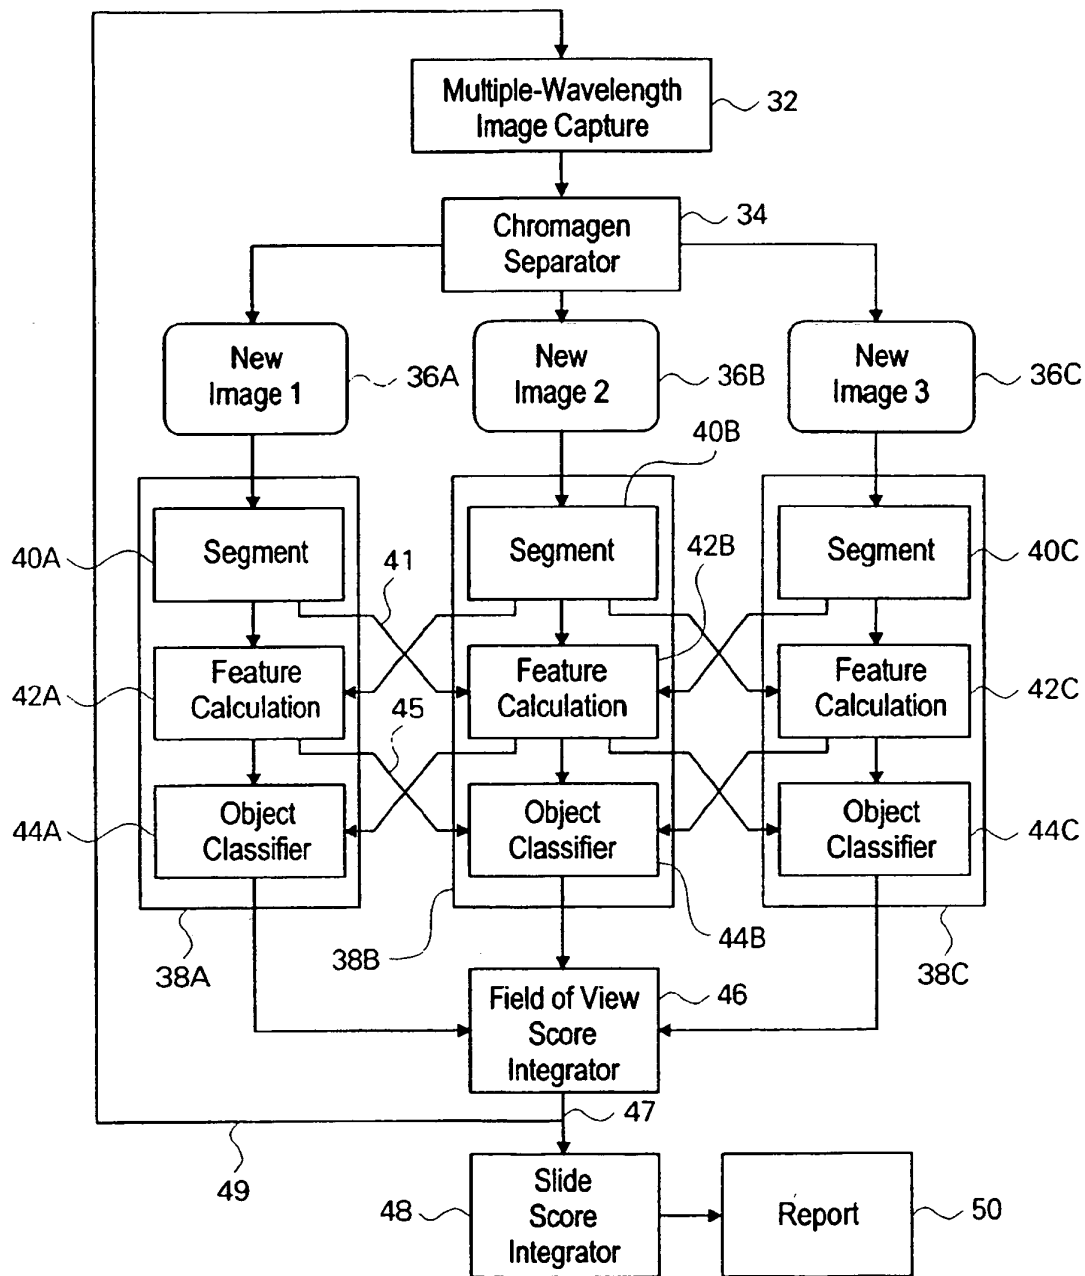 Multiple-Wavelength
Image Capture
32
Chromagen
Separator
34
New
Image 1
36A
New
Image 2
36B
New
Image 3
36C
40B
Segment
40A
41
Segment
42B
Segment
40C
Feature
Calculation
42A
45
Feature
Calculation
Feature
Calculation
42C
Object
Classifier
44A
Object
Classifier
Object
Classifier
44C
38A
38B
44B
38C
Field of View
Score
Integrator
46
47
49
48
Slide
Score
Integrator
Report
50